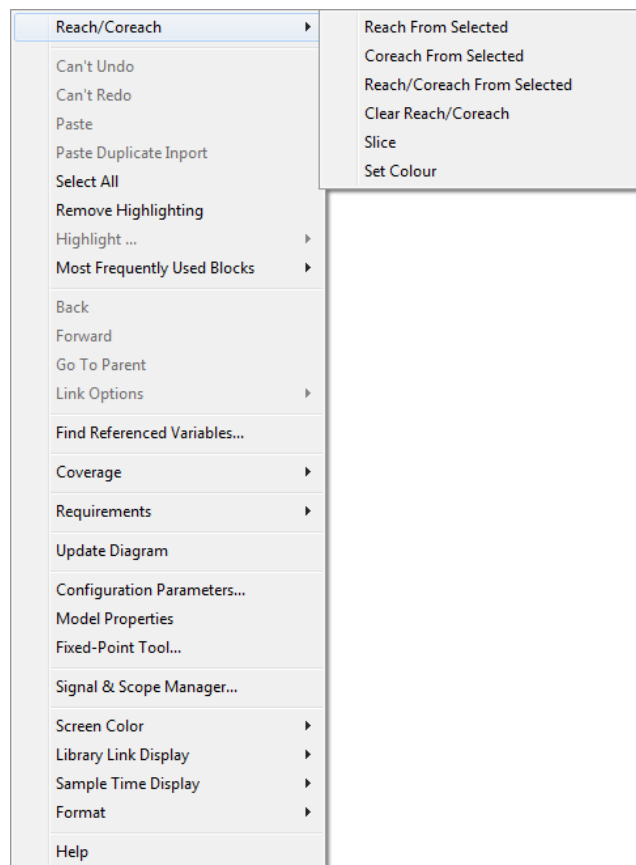 Reach/Coreach
Can't Undo
Can't Redo
Paste
Paste Duplicate Inport
Select All
Remove Highlighting
Highlight ...
Most Frequently Used Blocks
Back
Forward
Go To Parent
Link Options
Find Referenced Variables...
Coverage
Requirements
Update Diagram
Configuration Parameters...
Model Properties
Fixed-Point Tool...
Signal & Scope Manager...
Screen Color
Library Link Display
Sample Time Display
Format
Help
Reach From Selected
Coreach From Selected
Reach/Coreach From Selected
Clear Reach/Coreach
Slice
Set Colour